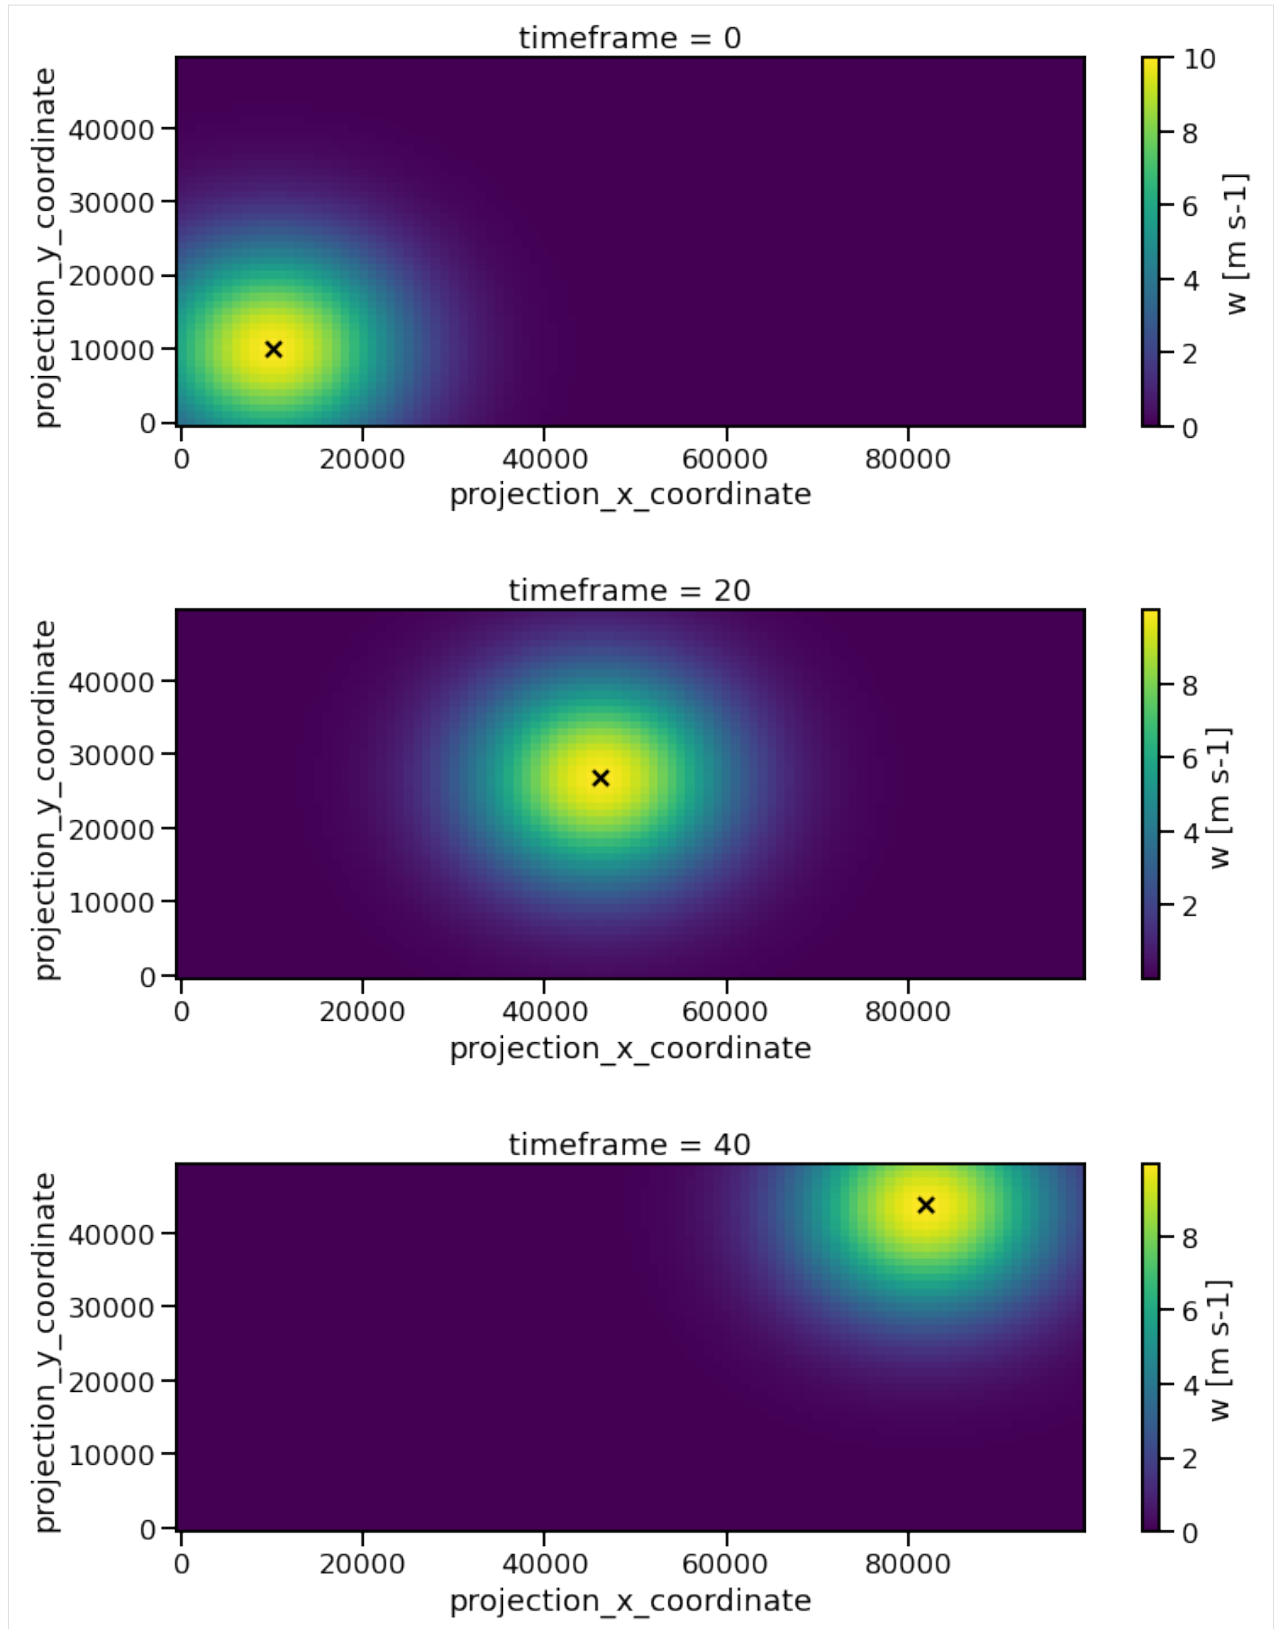 timeframe = 0
projection_y_coordinate
40000
30000
20000
10000
0
0 20000 40000 60000 80000
projection_x_coordinate
10
8
6
4
2
0
w [m s-1]
timeframe = 20
projection_y_coordinate
40000
30000
20000
10000
0
0 20000 40000 60000 80000
projection_x_coordinate
8
6
4
2
w [m s-1]
timeframe = 40
projection_y_coordinate
40000
30000
20000
10000
0
0 20000 40000 60000 80000
projection_x_coordinate
8
6
4
2
0
w [m s-1]